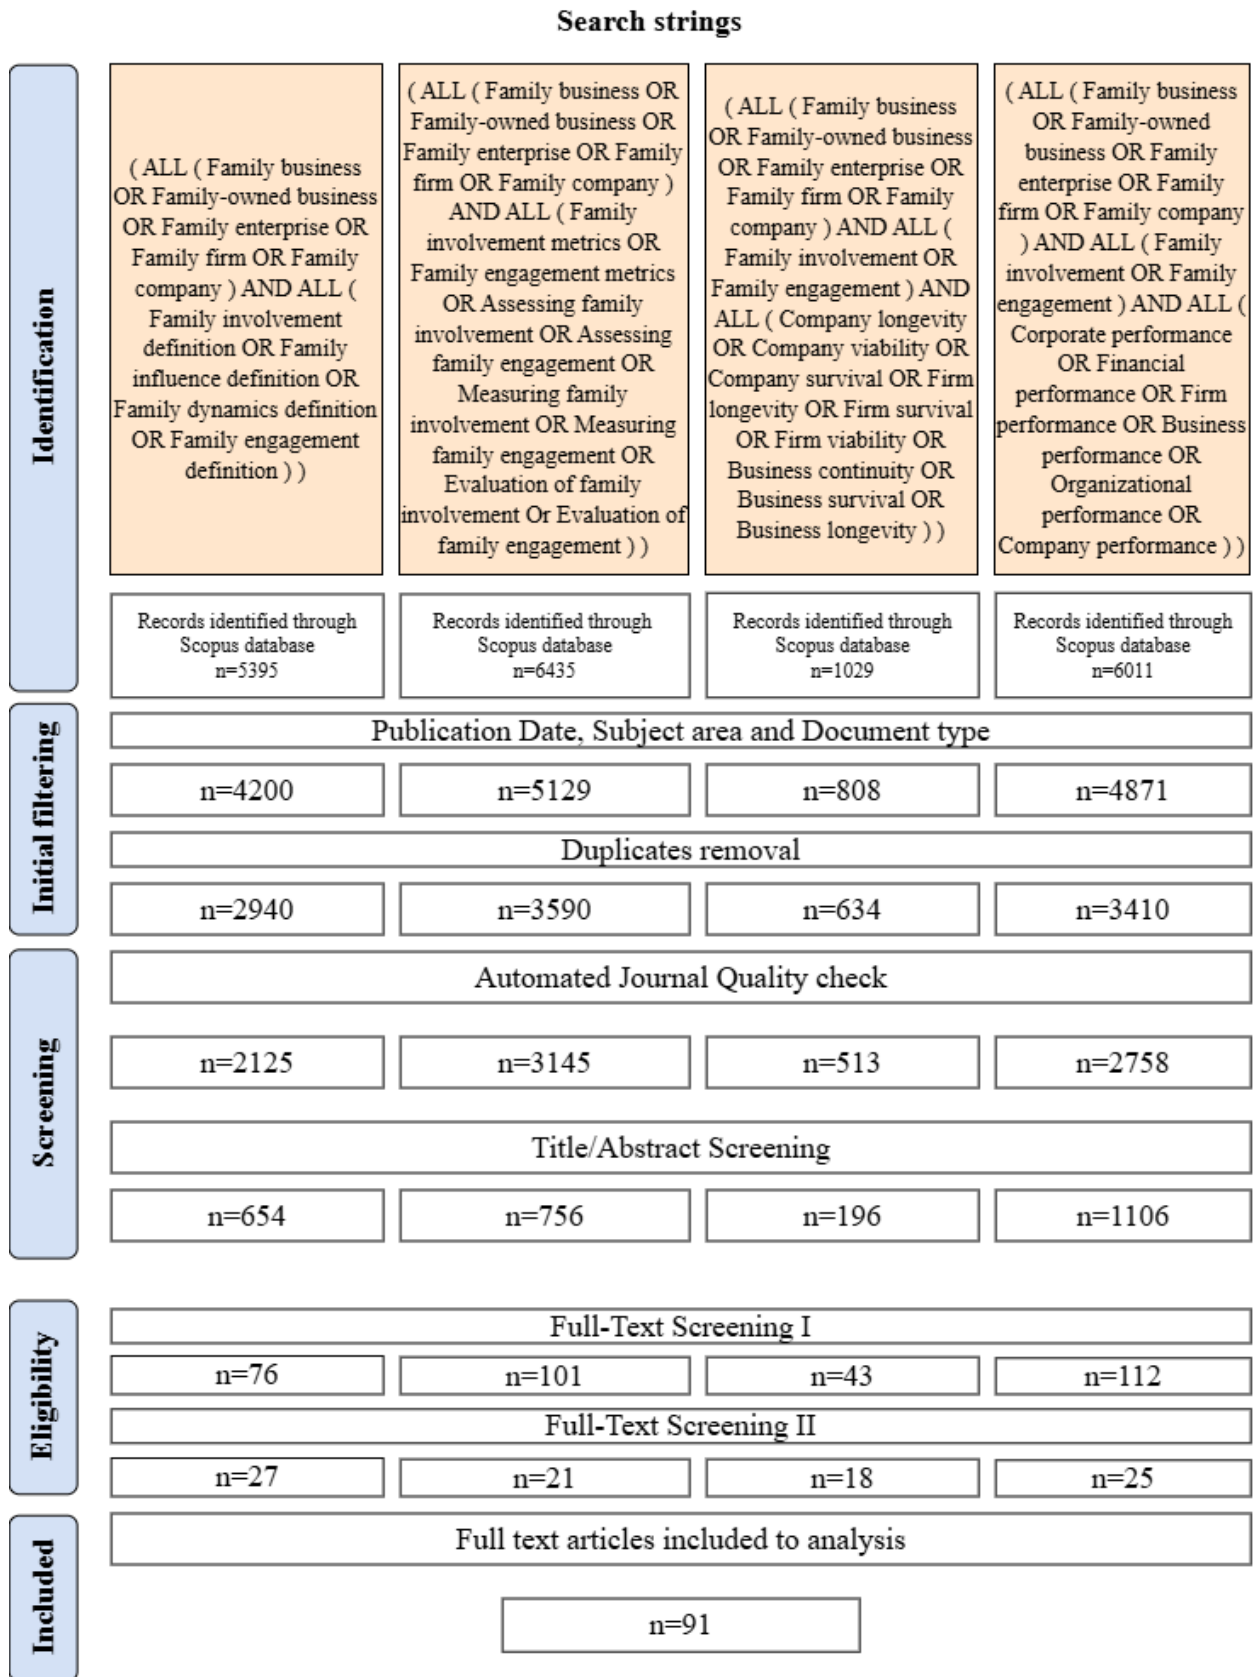 Search strings
Identification
( ALL ( Family business
OR Family-owned business
OR Family enterprise OR
Family firm OR Family
company ) AND ALL (
Family involvement
definition OR Family
influence definition OR
Family dynamics definition
OR Family engagement
definition ) )
( ALL ( Family business OR
Family-owned business OR
Family enterprise OR Family
firm OR Family company )
AND ALL ( Family
involvement metrics OR
Family engagement metrics
OR Assessing family
involvement OR Assessing
family engagement OR
Measuring family
involvement OR Measuring
family engagement OR
Evaluation of family
involvement Or Evaluation of
family engagement ) )
( ALL ( Family business
OR Family-owned business
OR Family enterprise OR
Family firm OR Family
company ) AND ALL (
Family involvement OR
Family engagement ) AND
ALL ( Company longevity
OR Company viability OR
Company survival OR Firm
longevity OR Firm survival
OR Firm viability OR
Business continuity OR
Business survival OR
Business longevity ) )
( ALL ( Family business
OR Family-owned
business OR Family
enterprise OR Family
firm OR Family company
) AND ALL ( Family
involvement OR Family
engagement ) AND ALL (
Corporate performance
OR Financial
performance OR Firm
performance OR Business
performance OR
Organizational
performance OR
Company performance ) )
Records identified through
Scopus database
n=5395
Records identified through
Scopus database
n=6435
Records identified through
Scopus database
n=1029
Records identified through
Scopus database
n=6011
Initial filtering
Publication Date, Subject area and Document type
n=4200
n=5129
n=808
n=4871
Duplicates removal
n=2940
n=3590
n=634
n=3410
Screening
Automated Journal Quality check
n=2125
n=3145
n=513
n=2758
Title/Abstract Screening
n=654
n=756
n=196
n=1106
Eligibility
Full-Text Screening I
n=76
n=101
n=43
n=112
Full-Text Screening II
n=27
n=21
n=18
n=25
Included
Full text articles included to analysis
n=91